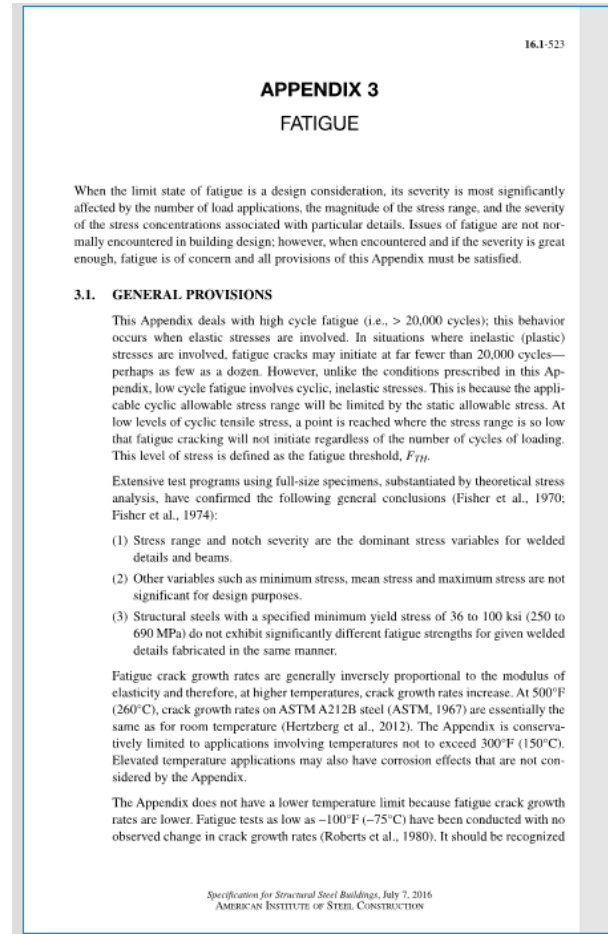 16.1-523
APPENDIX 3
FATIGUE
When the limit state of fatigue is a design consideration, its severity is most significantly
affected by the number of load applications, the magnitude of the stress range, and the severity
of the stress concentrations associated with particular details. Issues of fatigue are not nor-
mally encountered in building design; however, when encountered and if the severity is great
enough, fatigue is of concern and all provisions of this Appendix must be satisfied.
3.1. GENERAL PROVISIONS
This Appendix deals with high cycle fatigue (i.e., > 20,000 cycles); this behavior
occurs when elastic stresses are involved. In situations where inelastic (plastic)
stresses are involved, fatigue cracks may initiate at far fewer than 20,000 cycles—
perhaps as few as a dozen. However, unlike the conditions prescribed in this Ap-
pendix, low cycle fatigue involves cyclic, inelastic stresses. This is because the appli-
cable cyclic allowable stress range will be limited by the static allowable stress. At
low levels of cyclic tensile stress, a point is reached where the stress range is so low
that fatigue cracking will not initiate regardless of the number of cycles of loading.
This level of stress is defined as the fatigue threshold, FTH.
Extensive test programs using full-size specimens, substantiated by theoretical stress
analysis, have confirmed the following general conclusions (Fisher et al., 1970;
Fisher et al., 1974):
(1) Stress range and notch severity are the dominant stress variables for welded
details and beams.
(2) Other variables such as minimum stress, mean stress and maximum stress are not
significant for design purposes.
(3) Structural steels with a specified minimum yield stress of 36 to 100 ksi (250 to
690 MPa) do not exhibit significantly different fatigue strengths for given welded
details fabricated in the same manner.
Fatigue crack growth rates are generally inversely proportional to the modulus of
elasticity and therefore, at higher temperatures, crack growth rates increase. At 500°F
(260°C), crack growth rates on ASTM A212B steel (ASTM, 1967) are essentially the
same as for room temperature (Hertzberg et al., 2012). The Appendix is conserva-
tively limited to applications involving temperatures not to exceed 300°F (150°C).
Elevated temperature applications may also have corrosion effects that are not con-
sidered by the Appendix.
The Appendix does not have a lower temperature limit because fatigue crack growth
rates are lower. Fatigue tests as low as −100°F (−75°C) have been conducted with no
observed change in crack growth rates (Roberts et al., 1980). It should be recognized
Specification for Structural Steel Buildings, July 7, 2016
AMERICAN INSTITUTE OF STEEL CONSTRUCTION